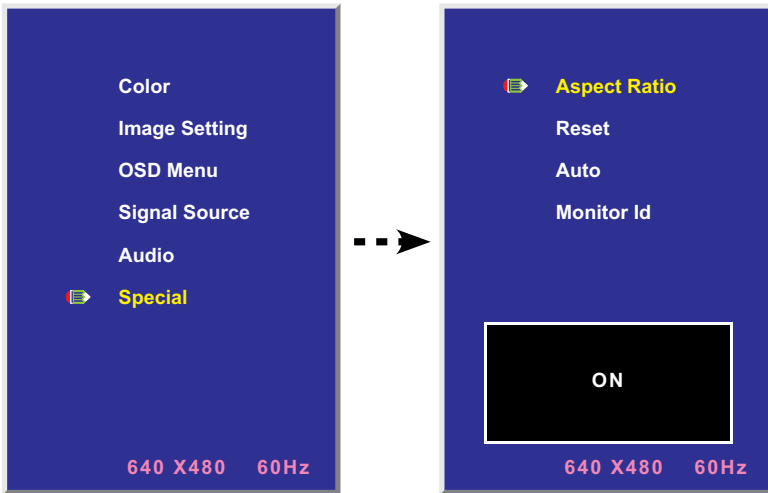 Color
Image Setting
OSD Menu
Signal Source
Audio
Special
640 X480 60Hz
Aspect Ratio
Reset
Auto
Monitor Id
ON
640 X480 60Hz